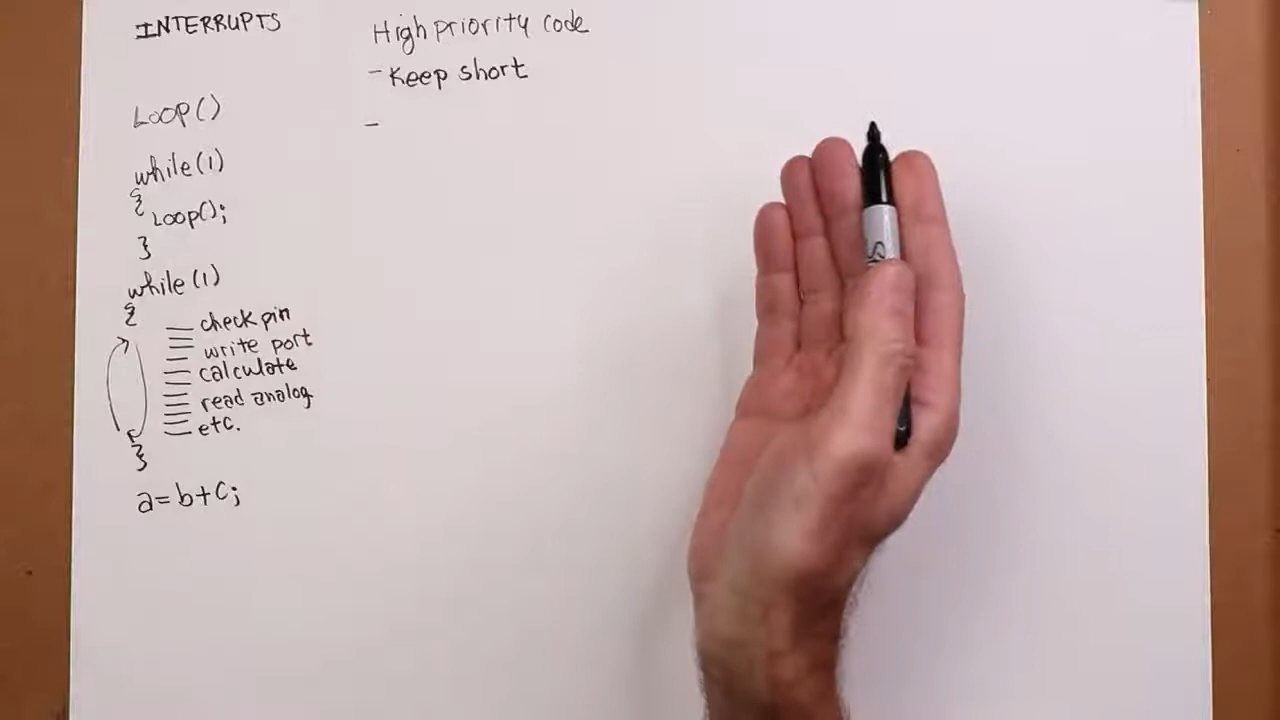 INTERRUPTS
Loop()
while(1)
{
Loop();
}
while(1)
{
check pin
write port
calculate
read analog
etc.
}
a=b+c;
High priority code
- Keep short
-